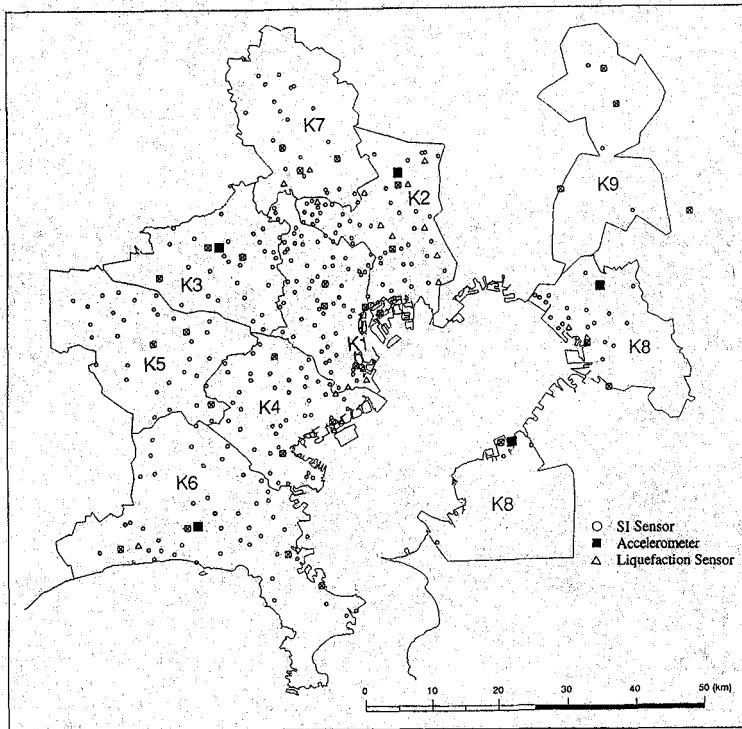 K7
K2
K9
K3
K1
K8
K5
K4
K6
K8
SI Sensor
Accelerometer
Liquefaction Sensor
0 10 20 30 40 50 (km)